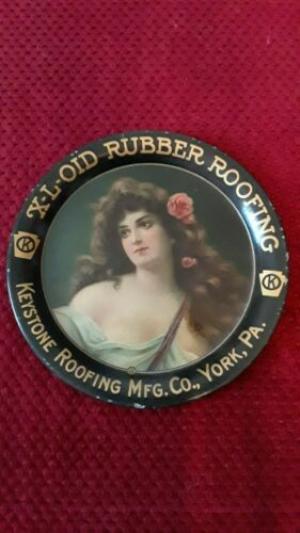 X-L-OID RUBBER ROOFING
K K
KEYSTONE ROOFING MFG. CO., YORK, PA.